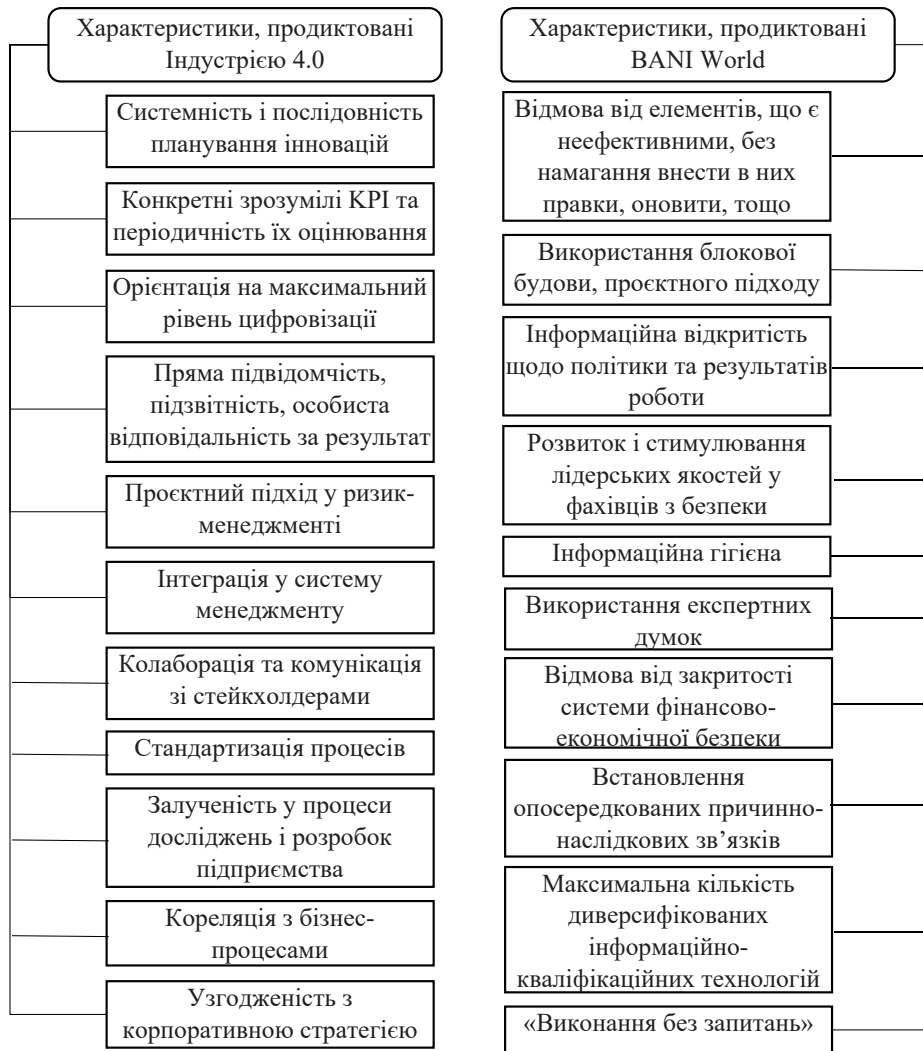 Характеристики, продиктовані
Індустрією 4.0
Системність і послідовність
планування інновацій
Конкретні зрозумілі KPI та
періодичність їх оцінювання
Орієнтація на максимальний
рівень цифровізації
Пряма підвідомчість,
підзвітність, особиста
відповідальність за результат
Проєктний підхід у ризик-
менеджменті
Інтеграція у систему
менеджменту
Колаборація та комунікація
зі стейкхолдерами
Стандартизація процесів
Залученість у процеси
досліджень і розробок
підприємства
Кореляція з бізнес-
процесами
Узгодженість з
корпоративною стратегією
Характеристики, продиктовані
BANI World
Відмова від елементів, що є
неефективними, без
намагання внести в них
правки, оновити, тощо
Використання блокової
будови, проєктного підходу
Інформаційна відкритість
щодо політики та результатів
роботи
Розвиток і стимулювання
лідерських якостей у
фахівців з безпеки
Інформаційна гігієна
Використання експертних
думок
Відмова від закритості
системи фінансово-
економічної безпеки
Встановлення
опосередкованих причинно-
наслідкових зв’язків
Максимальна кількість
диверсифікованих
інформаційно-
кваліфікаційних технологій
«Виконання без запитань»